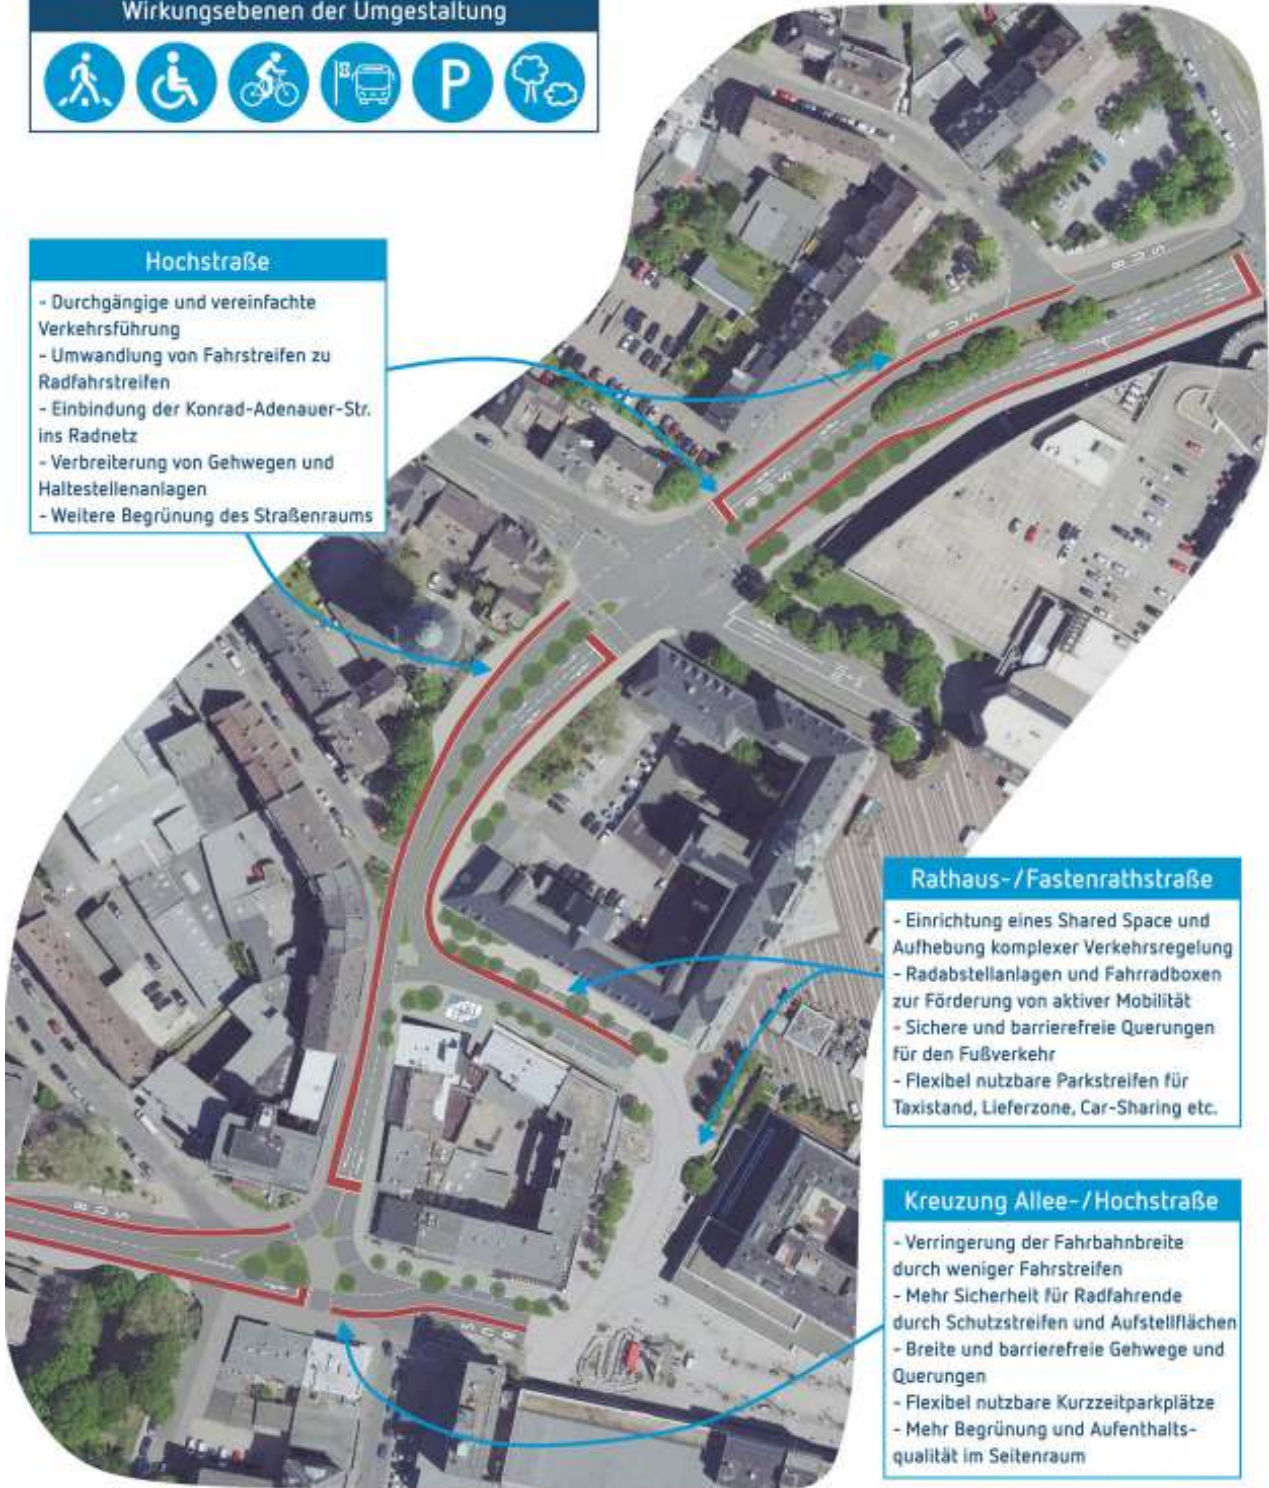 Wirkungsebenen der Umgestaltung
P
Hochstraße
- Durchgängige und vereinfachte
Verkehrsführung
- Umwandlung von Fahrstreifen zu
Radfahrstreifen
- Einbindung der Konrad-Adenauer-Str.
ins Radnetz
- Verbreiterung von Gehwegen und
Haltestellenanlagen
- Weitere Begrünung des Straßenraums
BUS
BUS
BUS
Rathaus-/Fastenrathstraße
- Einrichtung eines Shared Space und
Aufhebung komplexer Verkehrsregelung
- Radabstellanlagen und Fahrradboxen
zur Förderung von aktiver Mobilität
- Sichere und barrierefreie Querungen
für den Fußverkehr
- Flexibel nutzbare Parkstreifen für
Taxistand, Lieferzone, Car-Sharing etc.
Kreuzung Allee-/Hochstraße
- Verringerung der Fahrbahnbreite
durch weniger Fahrstreifen
- Mehr Sicherheit für Radfahrende
durch Schutzstreifen und Aufstellflächen
- Breite und barrierefreie Gehwege und
Querungen
- Flexibel nutzbare Kurzzeitparkplätze
- Mehr Begrünung und Aufenthalts-
qualität im Seitenraum
BUS
BUS